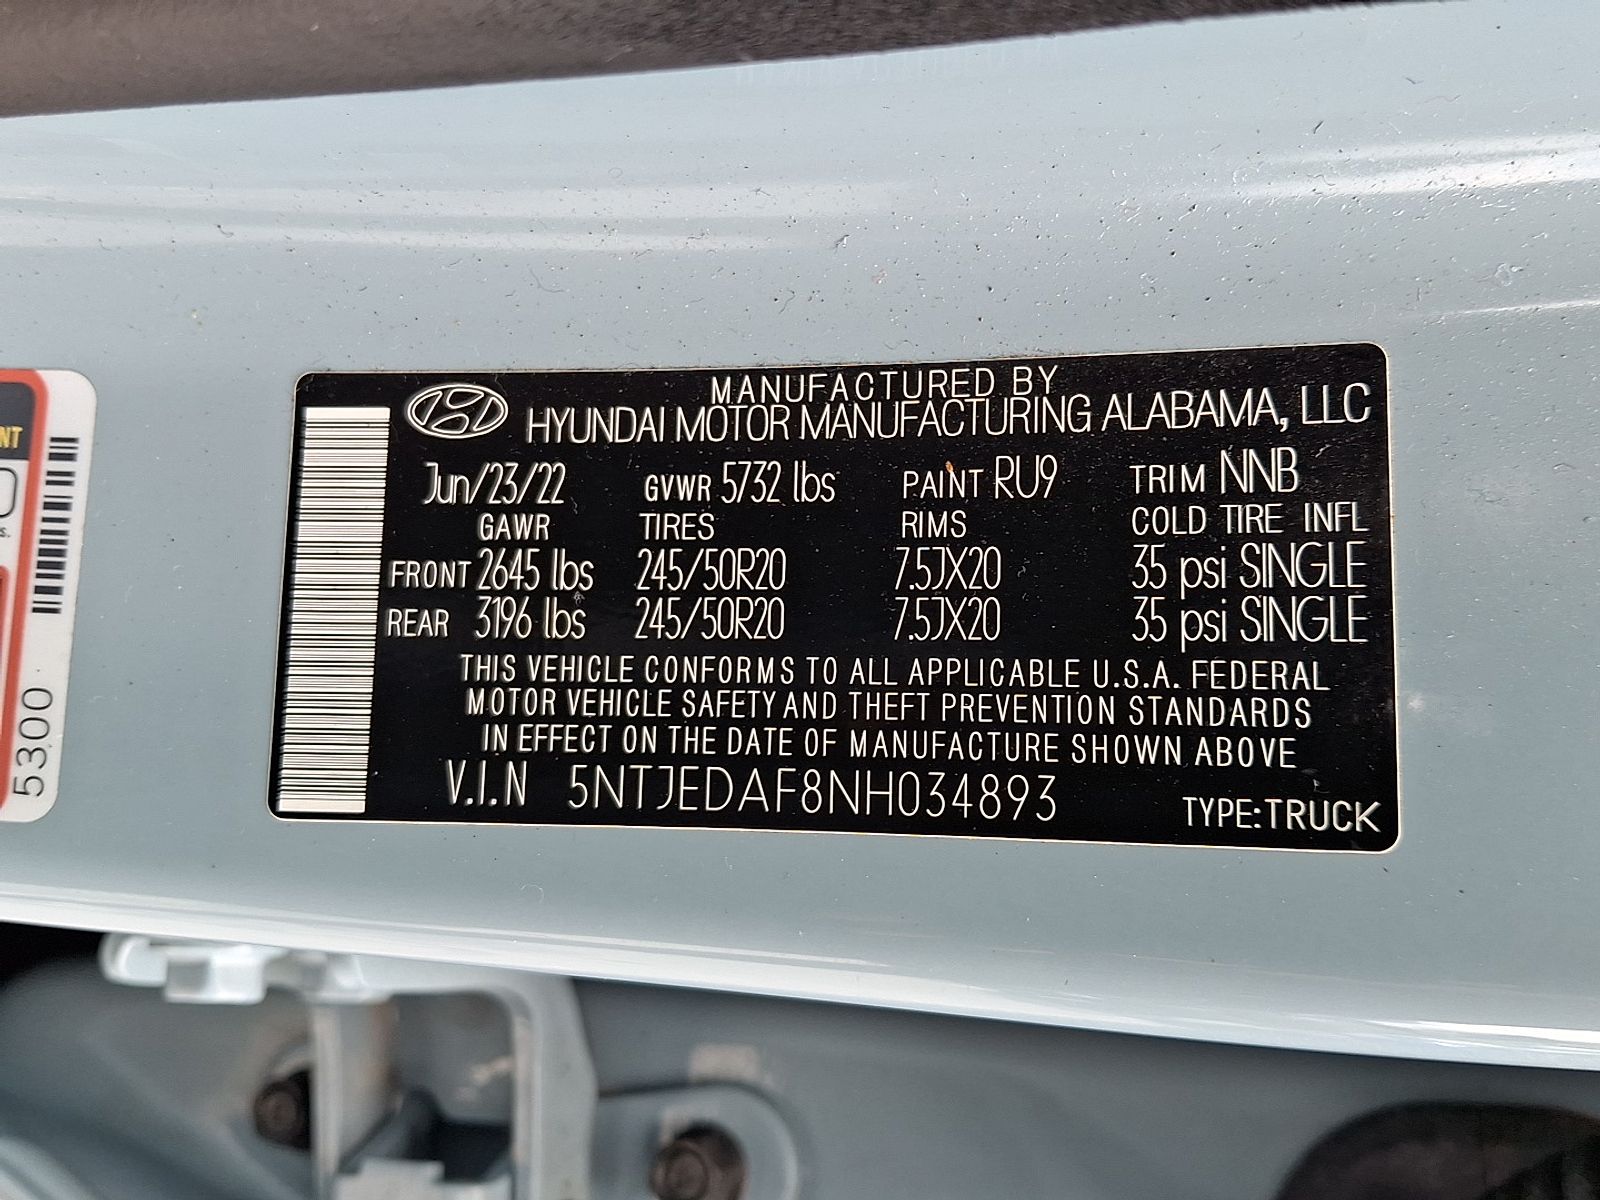 MANUFACTURED BY
HYUNDAI MOTOR MANUFACTURING ALABAMA, LLC
Jun/23/22 GVWR 5732 lbs PAINT RU9 TRIM NNB
GAWR TIRES RIMS COLD TIRE INFL
FRONT 2645 lbs 245/50R20 7.5JX20 35 psi SINGLE
REAR 3196 lbs 245/50R20 7.5JX20 35 psi SINGLE
THIS VEHICLE CONFORMS TO ALL APPLICABLE U.S.A. FEDERAL
MOTOR VEHICLE SAFETY AND THEFT PREVENTION STANDARDS
IN EFFECT ON THE DATE OF MANUFACTURE SHOWN ABOVE
V.I.N 5NTJEDAF8NH034893 TYPE:TRUCK
5300